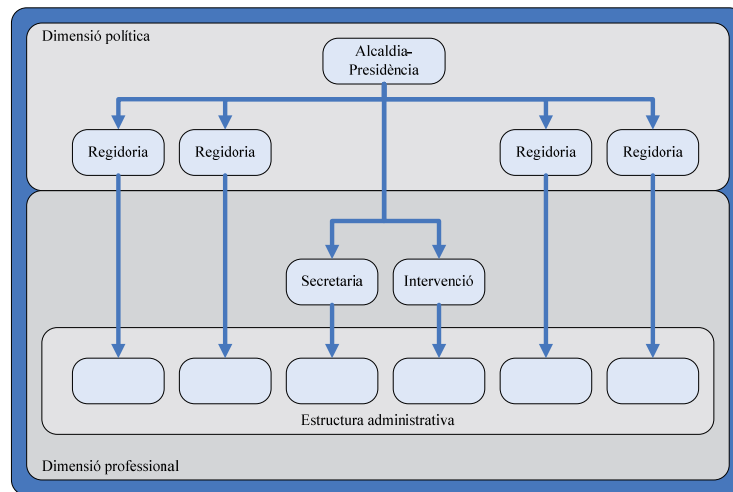 Dimensió política
Alcaldia-
Presidència
Regidoria
Regidoria
Regidoria
Regidoria
Secretaria
Intervenció
Estructura administrativa
Dimensió professional